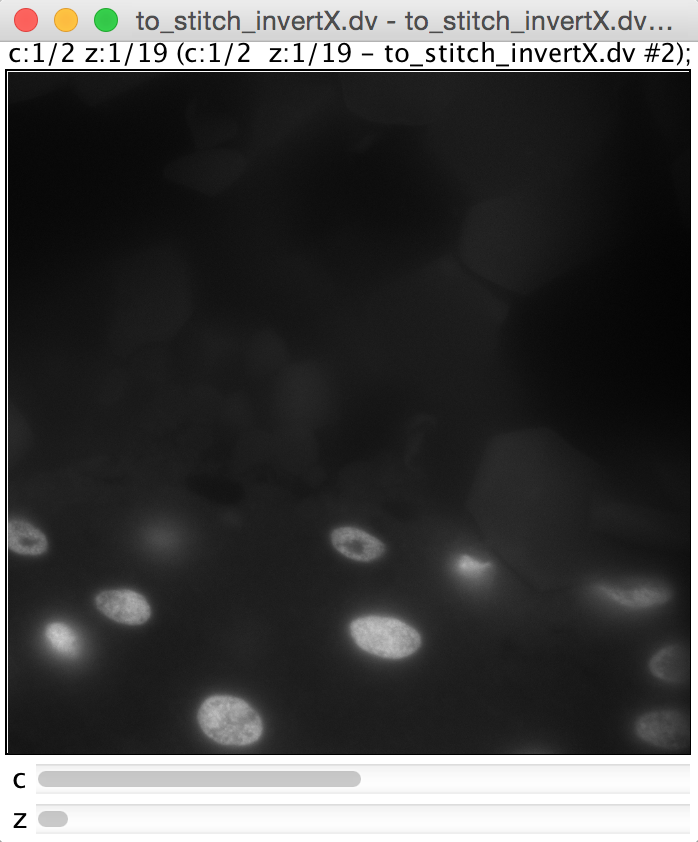 to_stitch_invertX.dv - to_stitch_invertX.dv...
c:1/2 z:1/19 (c:1/2  z:1/19 – to_stitch_invertX.dv #2);
c
z